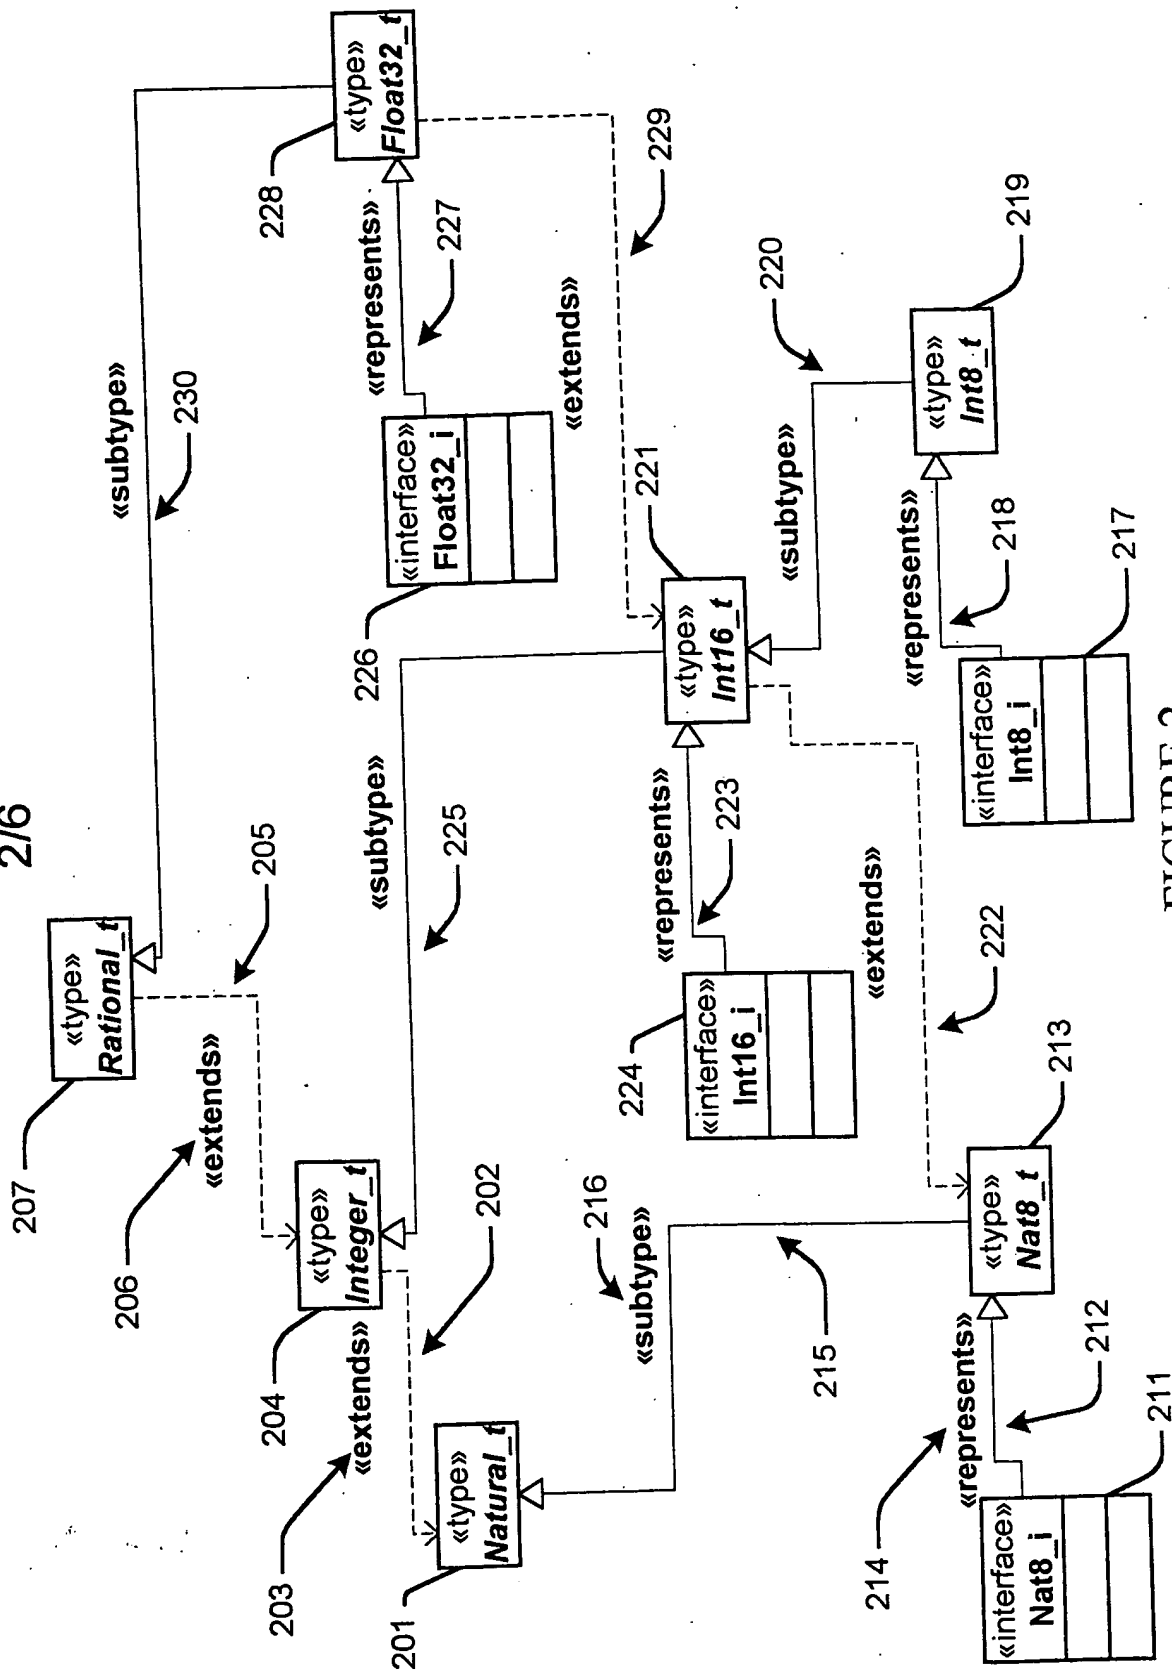 2/6
«type»
Rational_t
207
205
«extends»
206
«subtype»
230
«type»
Float32_t
228
«represents»
227
«interface»
Float32_i
226
«extends»
229
«type»
Integer_t
204
202
«extends»
203
«subtype»
225
«type»
Natural_t
201
«subtype»
216
215
«type»
Int16_t
221
«represents»
223
«interface»
Int16_i
224
«extends»
222
«subtype»
220
«type»
Int8_t
219
«represents»
218
«interface»
Int8_i
217
«type»
Nat8_t
213
«represents»
214
212
«interface»
Nat8_i
211
FIGURE 2